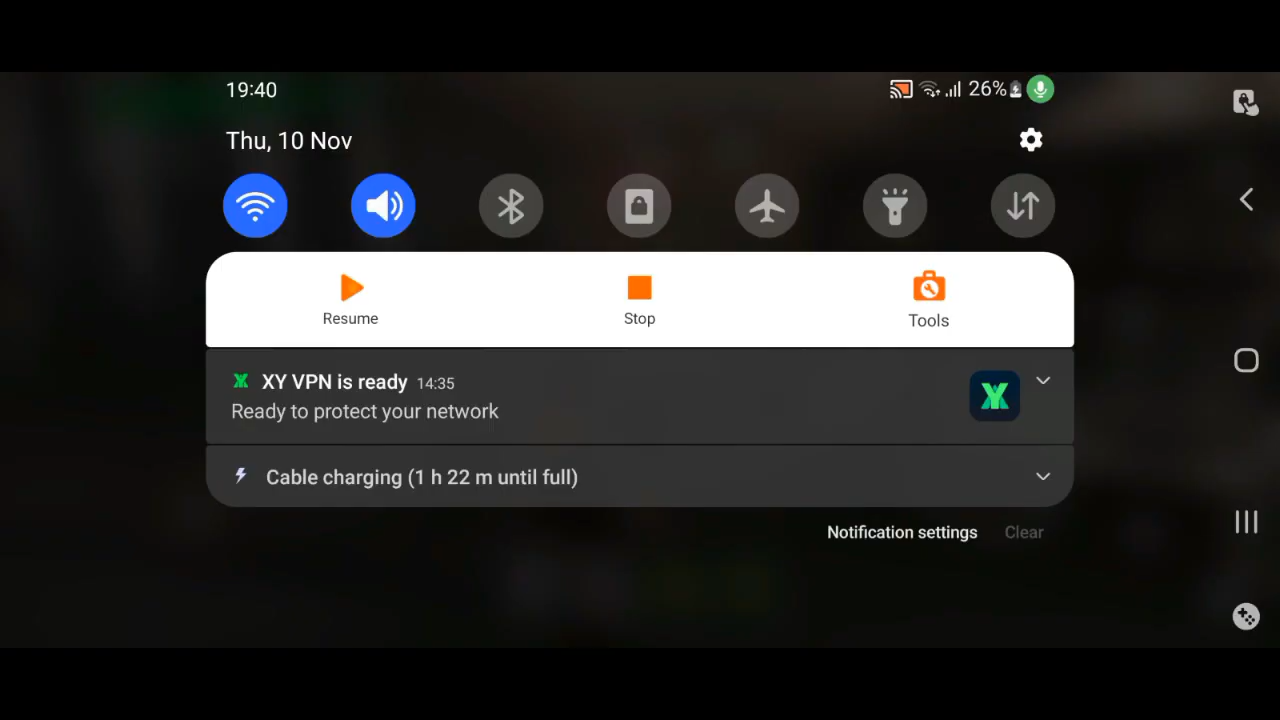 19:40
26%
Thu, 10 Nov
Resume
Stop
Tools
XY VPN is ready 14:35
Ready to protect your network
Cable charging (1 h 22 m until full)
Notification settings
Clear